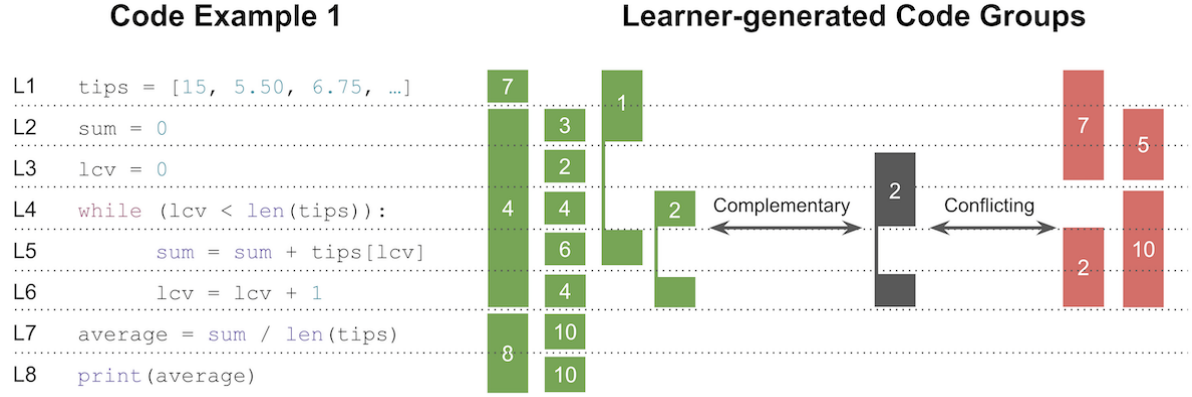 Code Example 1 Learner-generated Code Groups
L1 tips = [15, 5.50, 6.75, …] 7 1 7
L2 sum = 0 3 5
L3 lcv = 0 2 2
L4 while (lcv < len(tips)): 4 4 2 Complementary Conflicting
L5 sum = sum + tips[lcv] 6 2 10
L6 lcv = lcv + 1 4
L7 average = sum / len(tips) 8 10
L8 print(average) 10